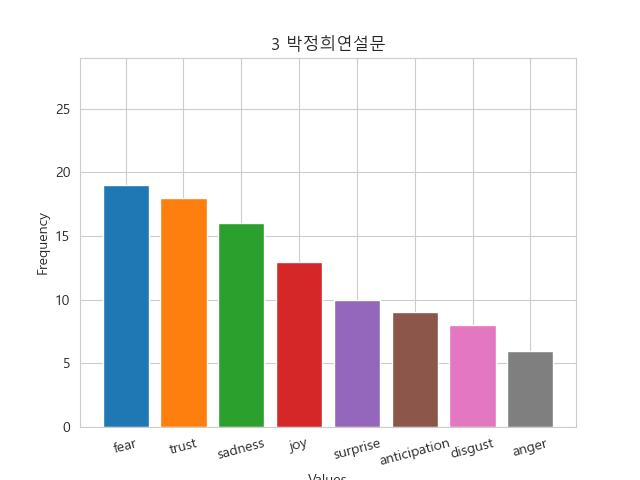 3 박정희연설문
Frequency
25
20
15
10
5
0
fear trust sadness joy surprise anticipation disgust anger
Values